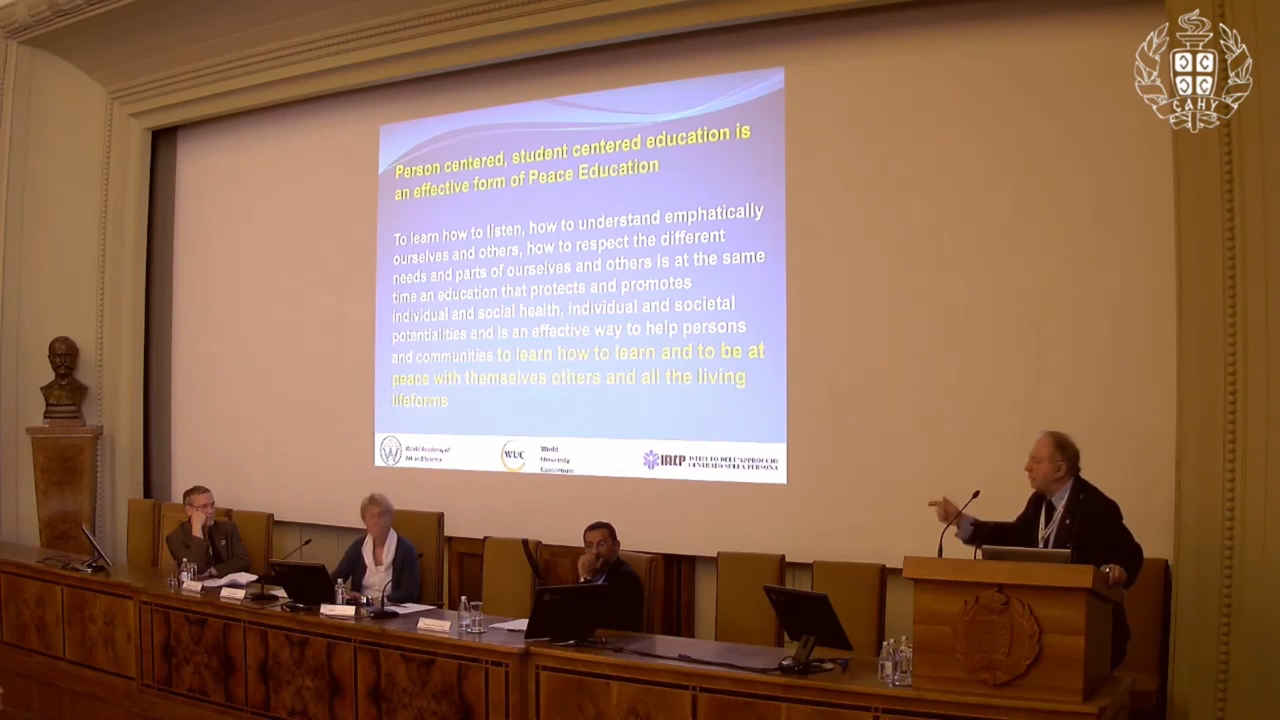 САНУ
Person centered, student centered education is
an effective form of Peace Education
To learn how to listen, how to understand emphatically
ourselves and others, how to respect the different
needs and parts of ourselves and others is at the same
time an education that protects and promotes
individual and social health, individual and societal
potentialities and is an effective way to help persons
and communities to learn how to learn and to be at
peace with themselves others and all the living
lifeforms
World Academy of
Art and Science
WUC
World
University
Consortium
IACP
ISTITUTO DELL'APPROCCIO
CENTRATO SULLA PERSONA